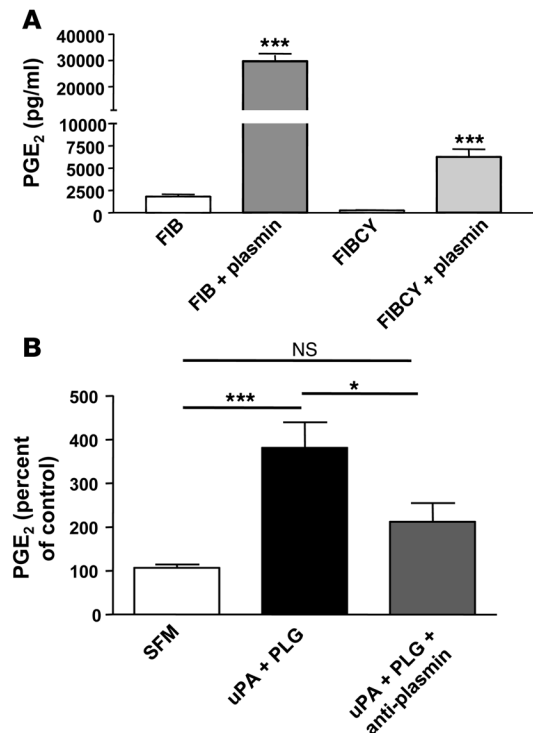 A
PGE2 (pg/ml)
40000
30000
20000
10000
7500
5000
2500
0
***
***
FIB
FIB + plasmin
FIBCY
FIBCY + plasmin
B
PGE2 (percent
of control)
500
400
300
200
100
0
NS
***
*
SFM
uPA + PLG
uPA + PLG +
anti-plasmin